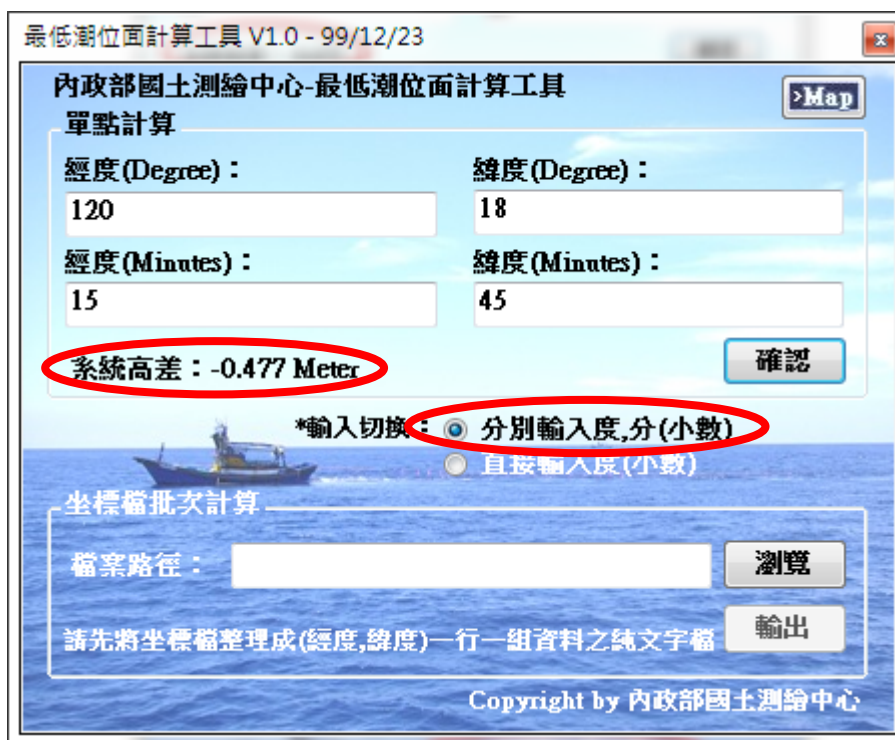 最低潮位面計算工具 V1.0 - 99/12/23
內政部國土測繪中心-最低潮位面計算工具
>Map
單點計算
經度(Degree)： 緯度(Degree)：
120 18
經度(Minutes)： 緯度(Minutes)：
15 45
系統高差：-0.477 Meter 確認
*輸入切換： 分別輸入度,分(小數)
直接輸入度(小數)
坐標檔批次計算
檔案路徑： 瀏覽
請先將坐標檔整理成(經度,緯度)一行一組資料之純文字檔 輸出
Copyright by 內政部國土測繪中心